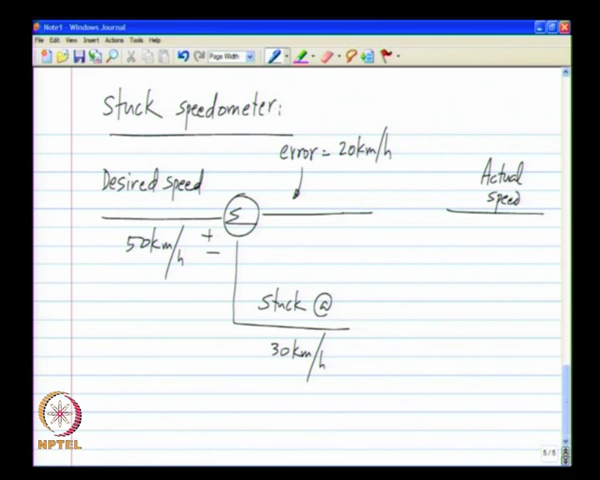 Note1 - Windows Journal
File Edit View Insert Actions Tools Help
Page Width
Stuck speedometer:
error = 20km/h
Desired speed
Actual
speed
Σ
50km/h
+
−
Stuck @
30km/h
NPTEL
5/5